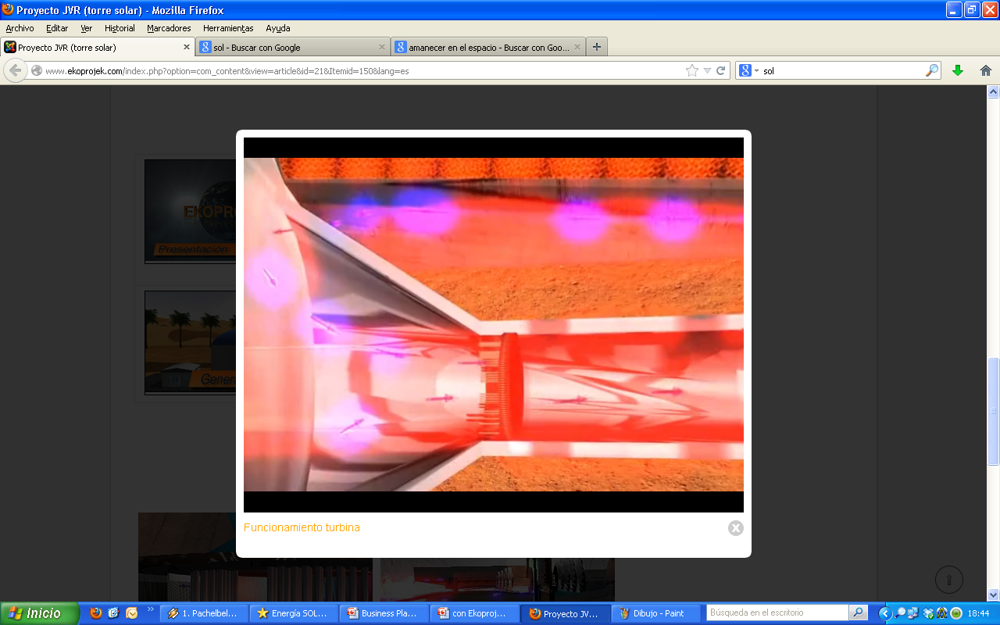 Proyecto JVR (torre solar) - Mozilla Firefox
Archivo Editar Ver Historial Marcadores Herramientas Ayuda
Proyecto JVR (torre solar)
sol - Buscar con Google
amanecer en el espacio - Buscar con Goo...
www.ekoprojek.com/index.php?option=com_content&view=article&id=21&Itemid=150&lang=es
sol
EKOPRO
Presentación
Gener
Funcionamiento turbina
Inicio
1. Pachelbel...
Energía SOL...
Business Pla...
con Ekoproj...
Proyecto JV...
Dibujo - Paint
Búsqueda en el escritorio
18:44